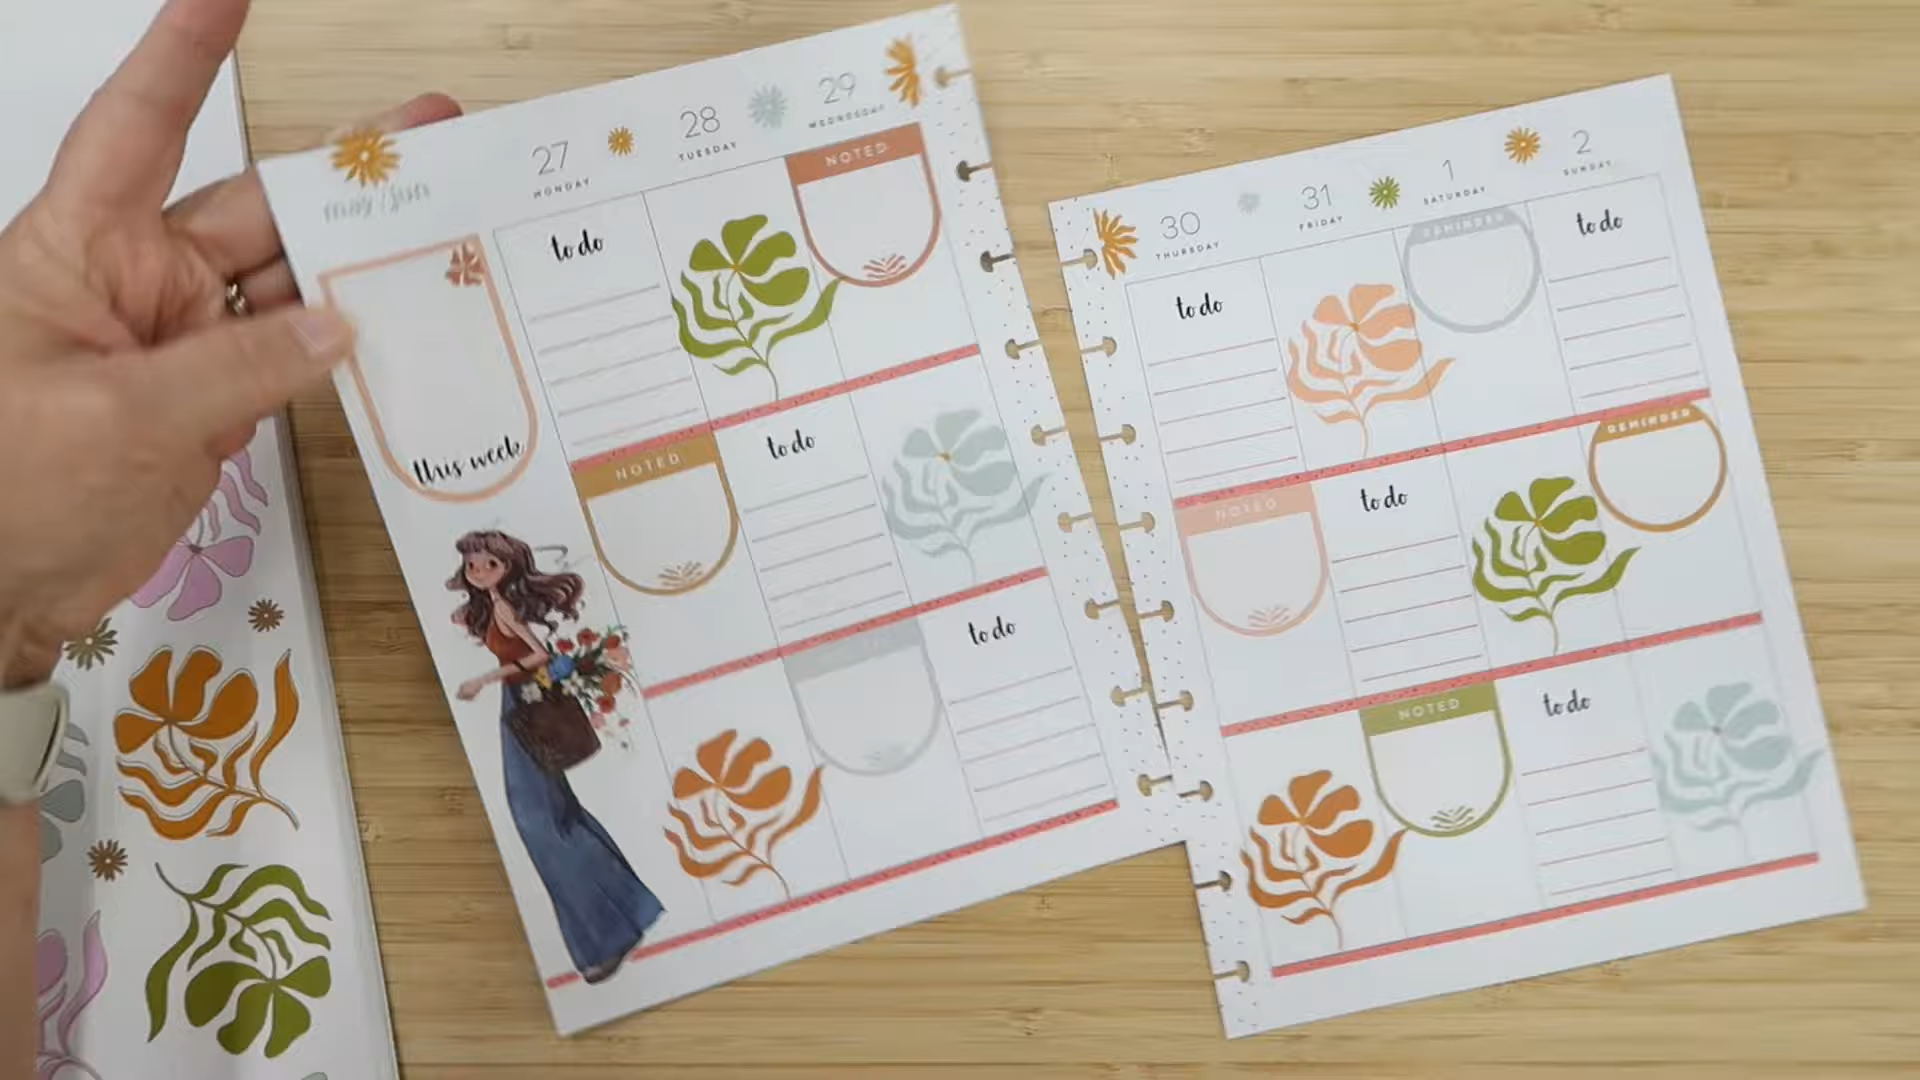 may/jun
27
MONDAY
28
TUESDAY
29
WEDNESDAY
to do
NOTED
this week
NOTED
to do
to do
30
THURSDAY
31
FRIDAY
1
SATURDAY
2
SUNDAY
to do
REMINDER
to do
NOTED
to do
REMINDER
NOTED
to do